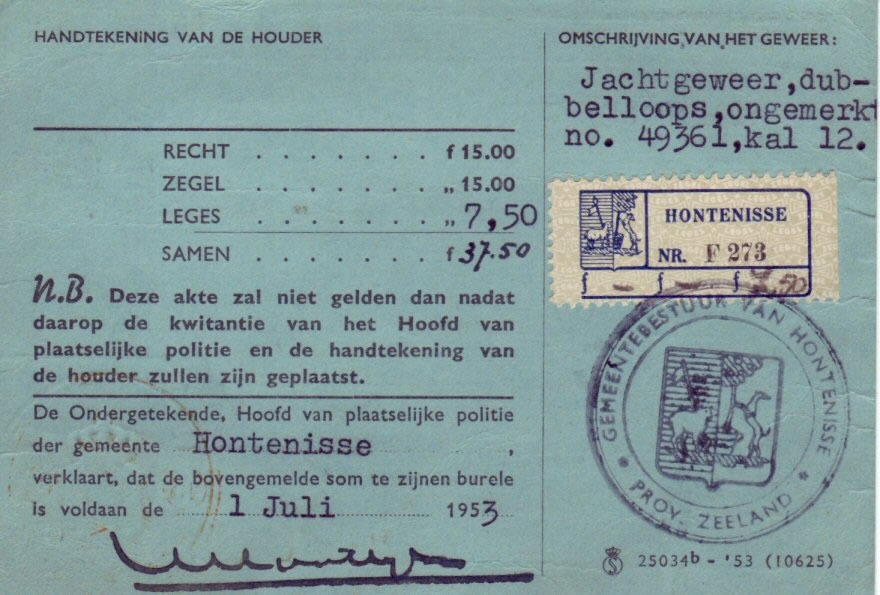 HANDTEKENING VAN DE HOUDER
RECHT . . . . . . . f 15.00
ZEGEL . . . . . . . „ 15.00
LEGES . . . . . . . „ 7,50
SAMEN . . . . . . . f 37.50
N.B. Deze akte zal niet gelden dan nadat
daarop de kwitantie van het Hoofd van
plaatselijke politie en de handtekening van
de houder zullen zijn geplaatst.
De Ondergetekende, Hoofd van plaatselijke politie
der gemeente Hontenisse ,
verklaart, dat de bovengemelde som te zijnen burele
is voldaan de 1 Juli 1953
OMSCHRIJVING VAN HET GEWEER:
Jachtgeweer,dub-
belloops,ongemerkt
no. 49361,kal 12.
HONTENISSE
NR. F 273
f - f - f 7.50
GEMEENTEBESTUUR VAN HONTENISSE
* PROV. ZEELAND *
S 25034b - '53 (10625)